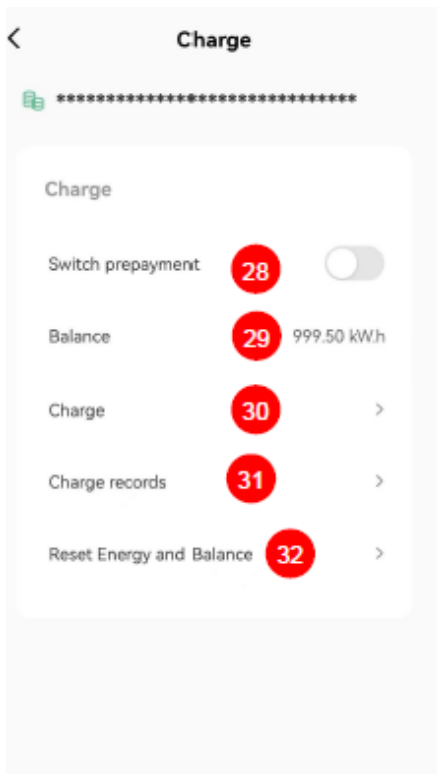 Charge
******************************
Charge
Switch prepayment 28
Balance 29 999.50 kW.h
Charge 30
Charge records 31
Reset Energy and Balance 32